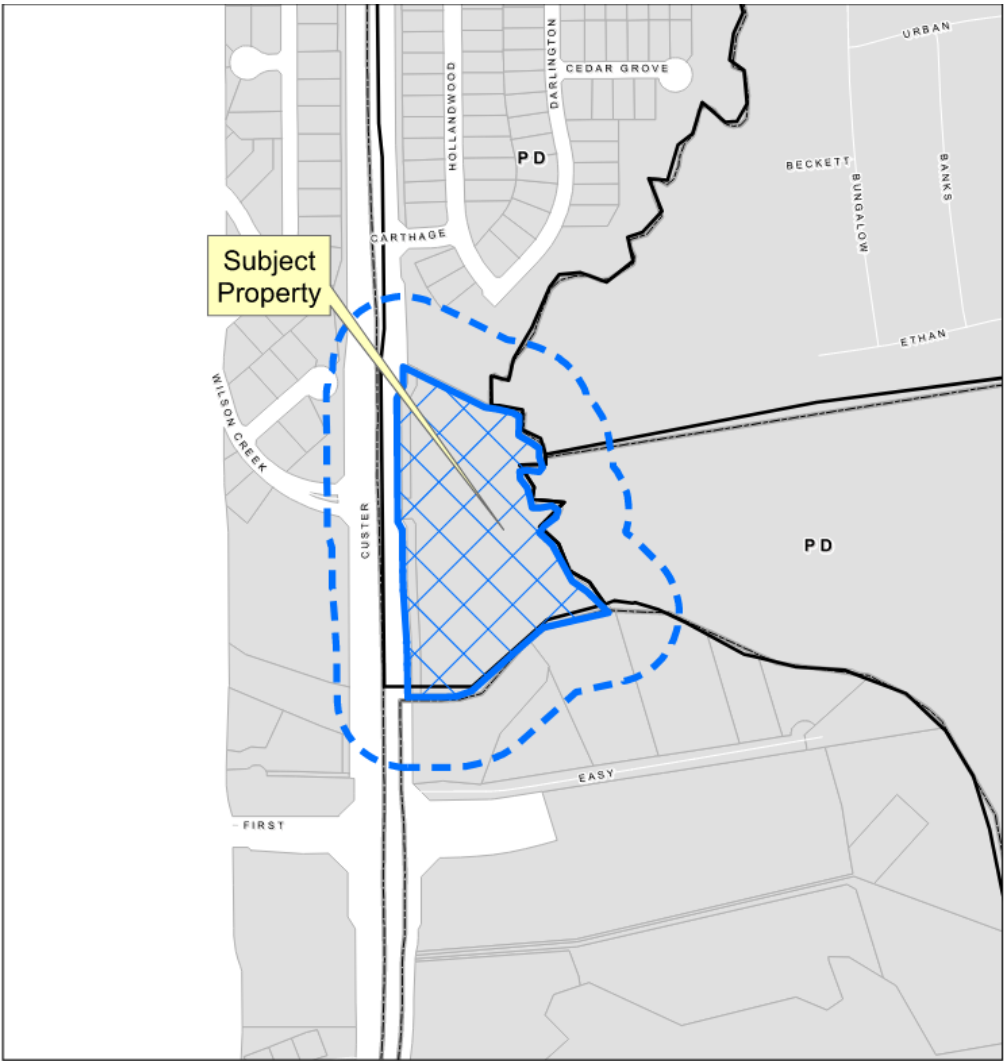 URBAN
DARLINGTON
CEDAR GROVE
HOLLANDWOOD
PD
BECKETT
BANKS
BUNGALOW
CARTHAGE
Subject
Property
ETHAN
WILSON CREEK
CUSTER
PD
EASY
FIRST